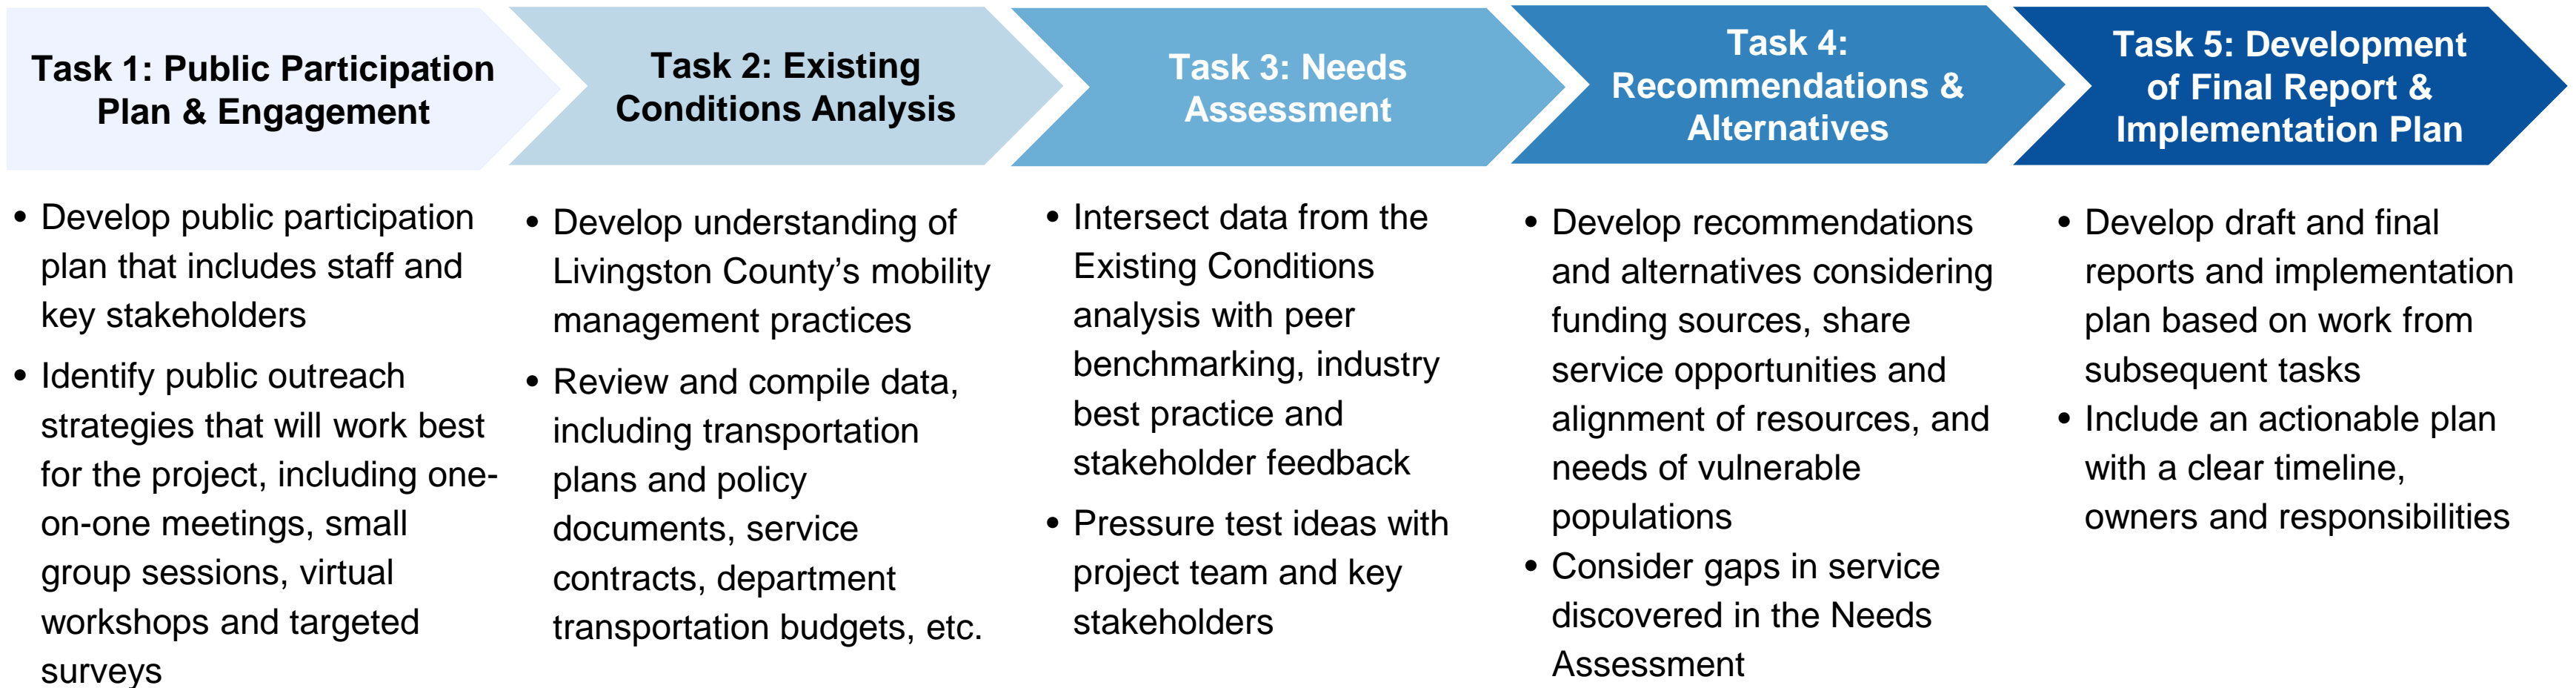 Task 1: Public Participation
Plan & Engagement
• Develop public participation
plan that includes staff and
key stakeholders
• Identify public outreach
strategies that will work best
for the project, including one-
on-one meetings, small
group sessions, virtual
workshops and targeted
surveys
Task 2: Existing
Conditions Analysis
• Develop understanding of
Livingston County’s mobility
management practices
• Review and compile data,
including transportation
plans and policy
documents, service
contracts, department
transportation budgets, etc.
Task 3: Needs
Assessment
• Intersect data from the
Existing Conditions
analysis with peer
benchmarking, industry
best practice and
stakeholder feedback
• Pressure test ideas with
project team and key
stakeholders
Task 4:
Recommendations &
Alternatives
• Develop recommendations
and alternatives considering
funding sources, share
service opportunities and
alignment of resources, and
needs of vulnerable
populations
• Consider gaps in service
discovered in the Needs
Assessment
Task 5: Development
of Final Report &
Implementation Plan
• Develop draft and final
reports and implementation
plan based on work from
subsequent tasks
• Include an actionable plan
with a clear timeline,
owners and responsibilities